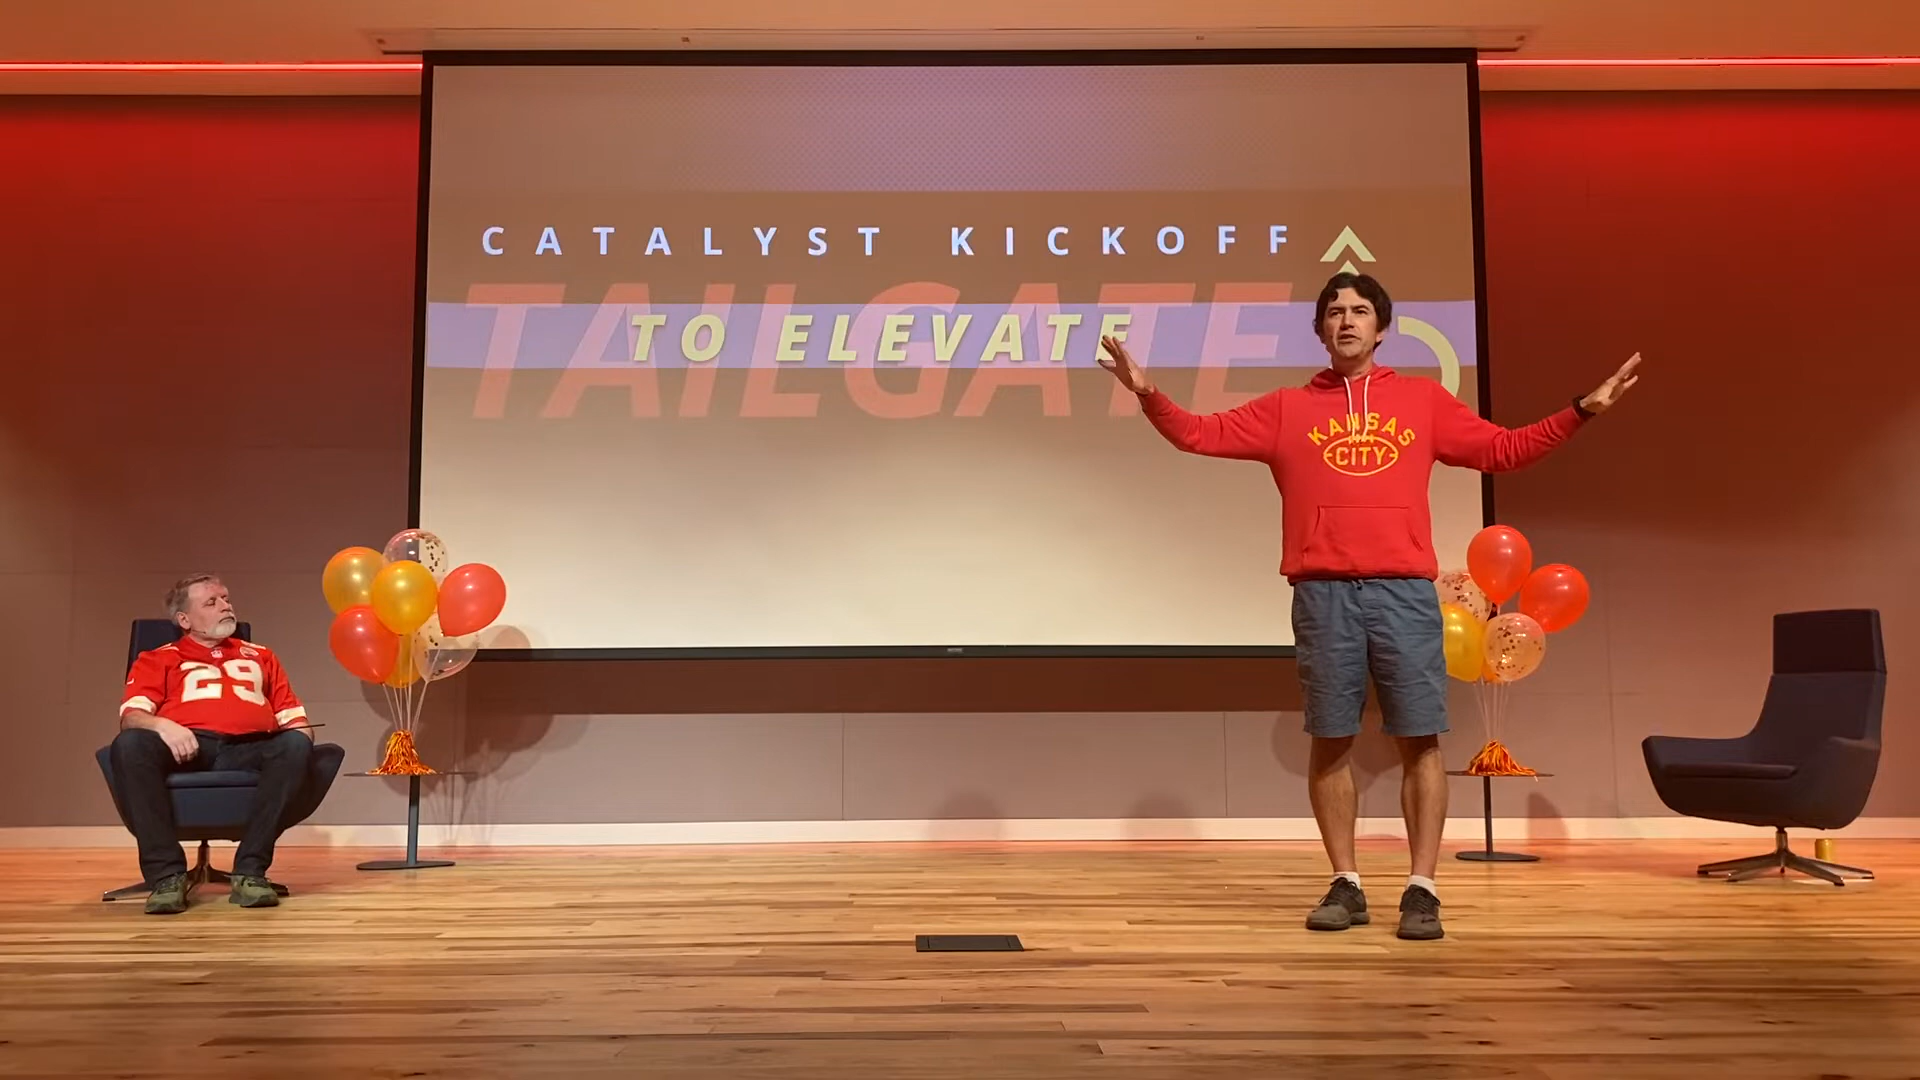 CATALYST KICKOFF
TAILGATE
TO ELEVATE
KANSAS
CITY
29